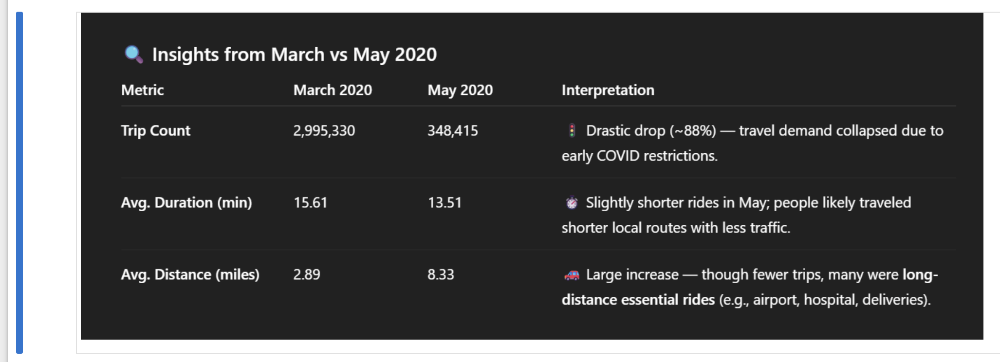 🔍 Insights from March vs May 2020
Metric March 2020 May 2020 Interpretation
Trip Count 2,995,330 348,415 🚦 Drastic drop (~88%) — travel demand collapsed due to
early COVID restrictions.
Avg. Duration (min) 15.61 13.51 ⏱️ Slightly shorter rides in May; people likely traveled
shorter local routes with less traffic.
Avg. Distance (miles) 2.89 8.33 🚗 Large increase — though fewer trips, many were long-
distance essential rides (e.g., airport, hospital, deliveries).